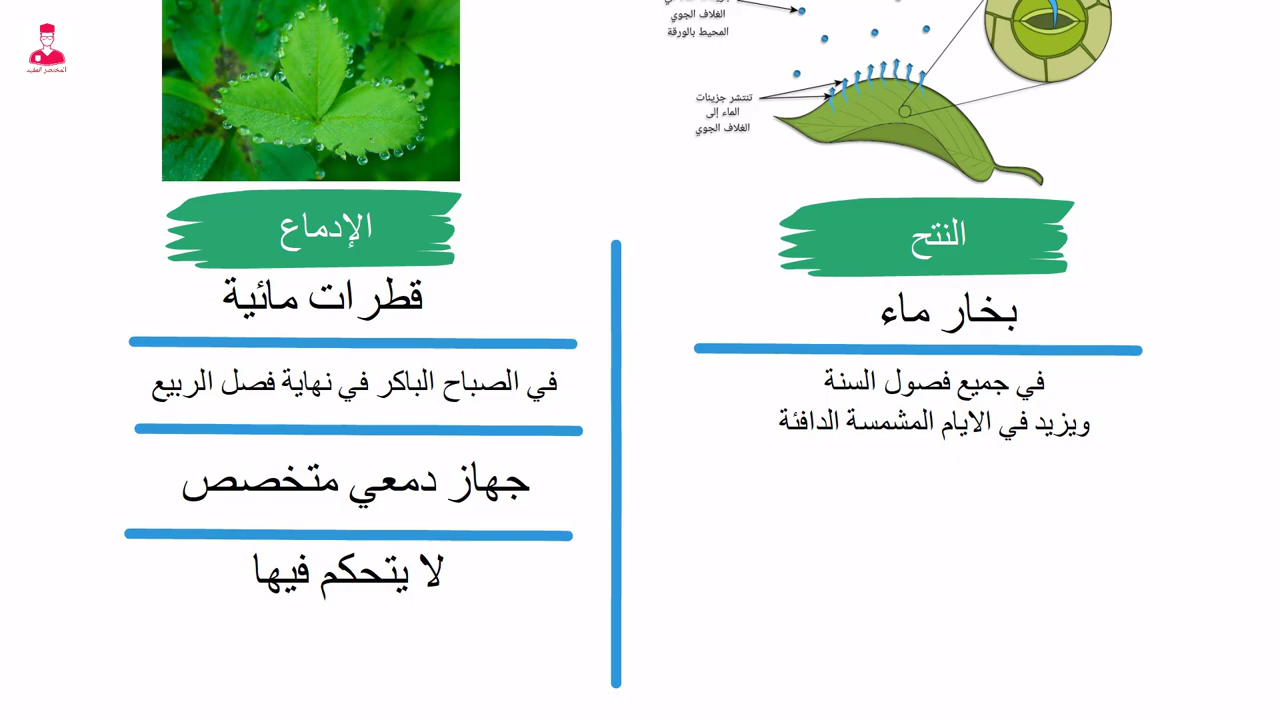 الغلاف الجوي
المحيط بالورقة
تنتشر جزيئات
الماء إلى
الغلاف الجوي
النتح
بخار ماء
في جميع فصول السنة
ويزيد في الايام المشمسة الدافئة
الإدماع
قطرات مائية
في الصباح الباكر في نهاية فصل الربيع
جهاز دمعي متخصص
لا يتحكم فيها
المختصر المفيد